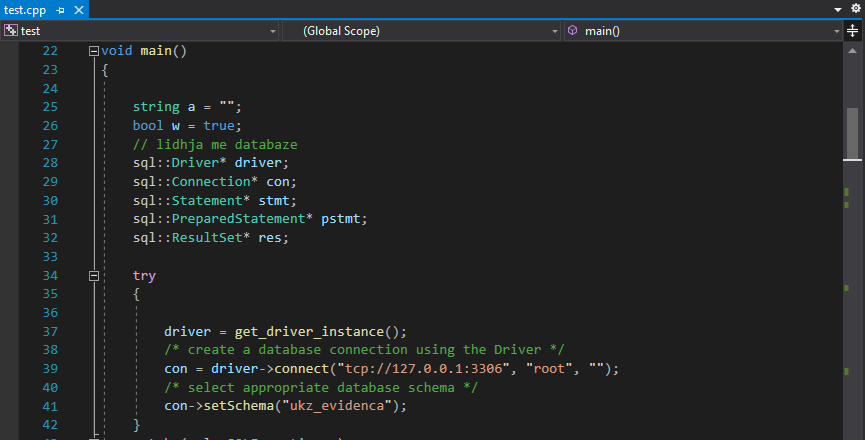 test.cpp
test (Global Scope) main()
22 void main()
23 {
24
25 string a = "";
26 bool w = true;
27 // lidhja me databaze
28 sql::Driver* driver;
29 sql::Connection* con;
30 sql::Statement* stmt;
31 sql::PreparedStatement* pstmt;
32 sql::ResultSet* res;
33
34 try
35 {
36
37 driver = get_driver_instance();
38 /* create a database connection using the Driver */
39 con = driver->connect("tcp://127.0.0.1:3306", "root", "");
40 /* select appropriate database schema */
41 con->setSchema("ukz_evidenca");
42 }